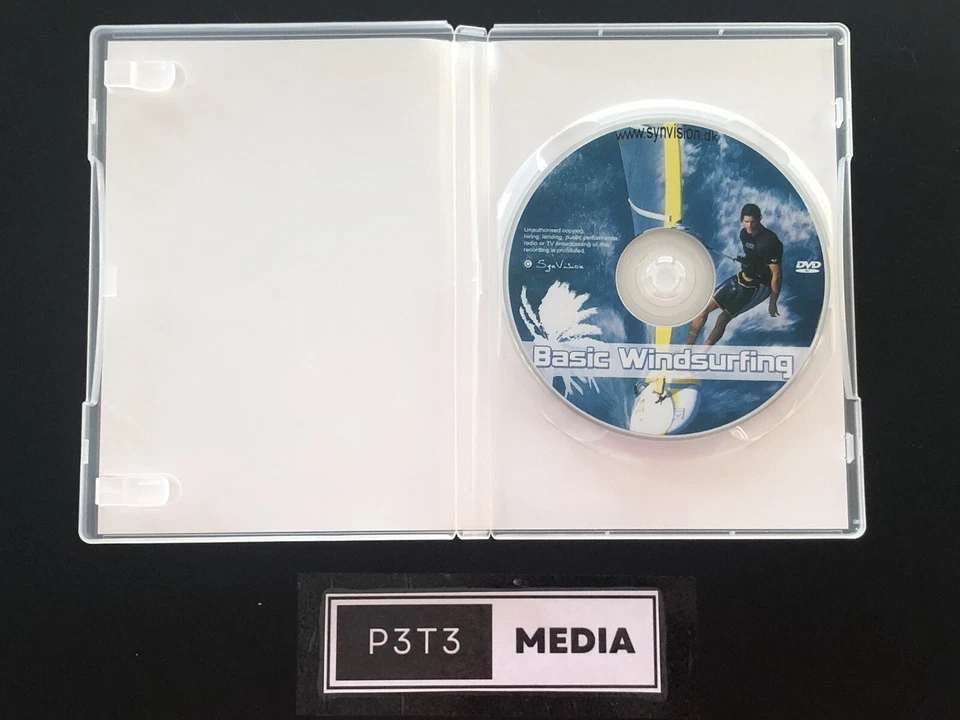 www.synvision.dk
Unauthorised copying,
hiring, lending, public performance,
radio or TV broadcasting of this
recording is prohibited.
© SynVision
DVD
Basic Windsurfing
P3T3 MEDIA